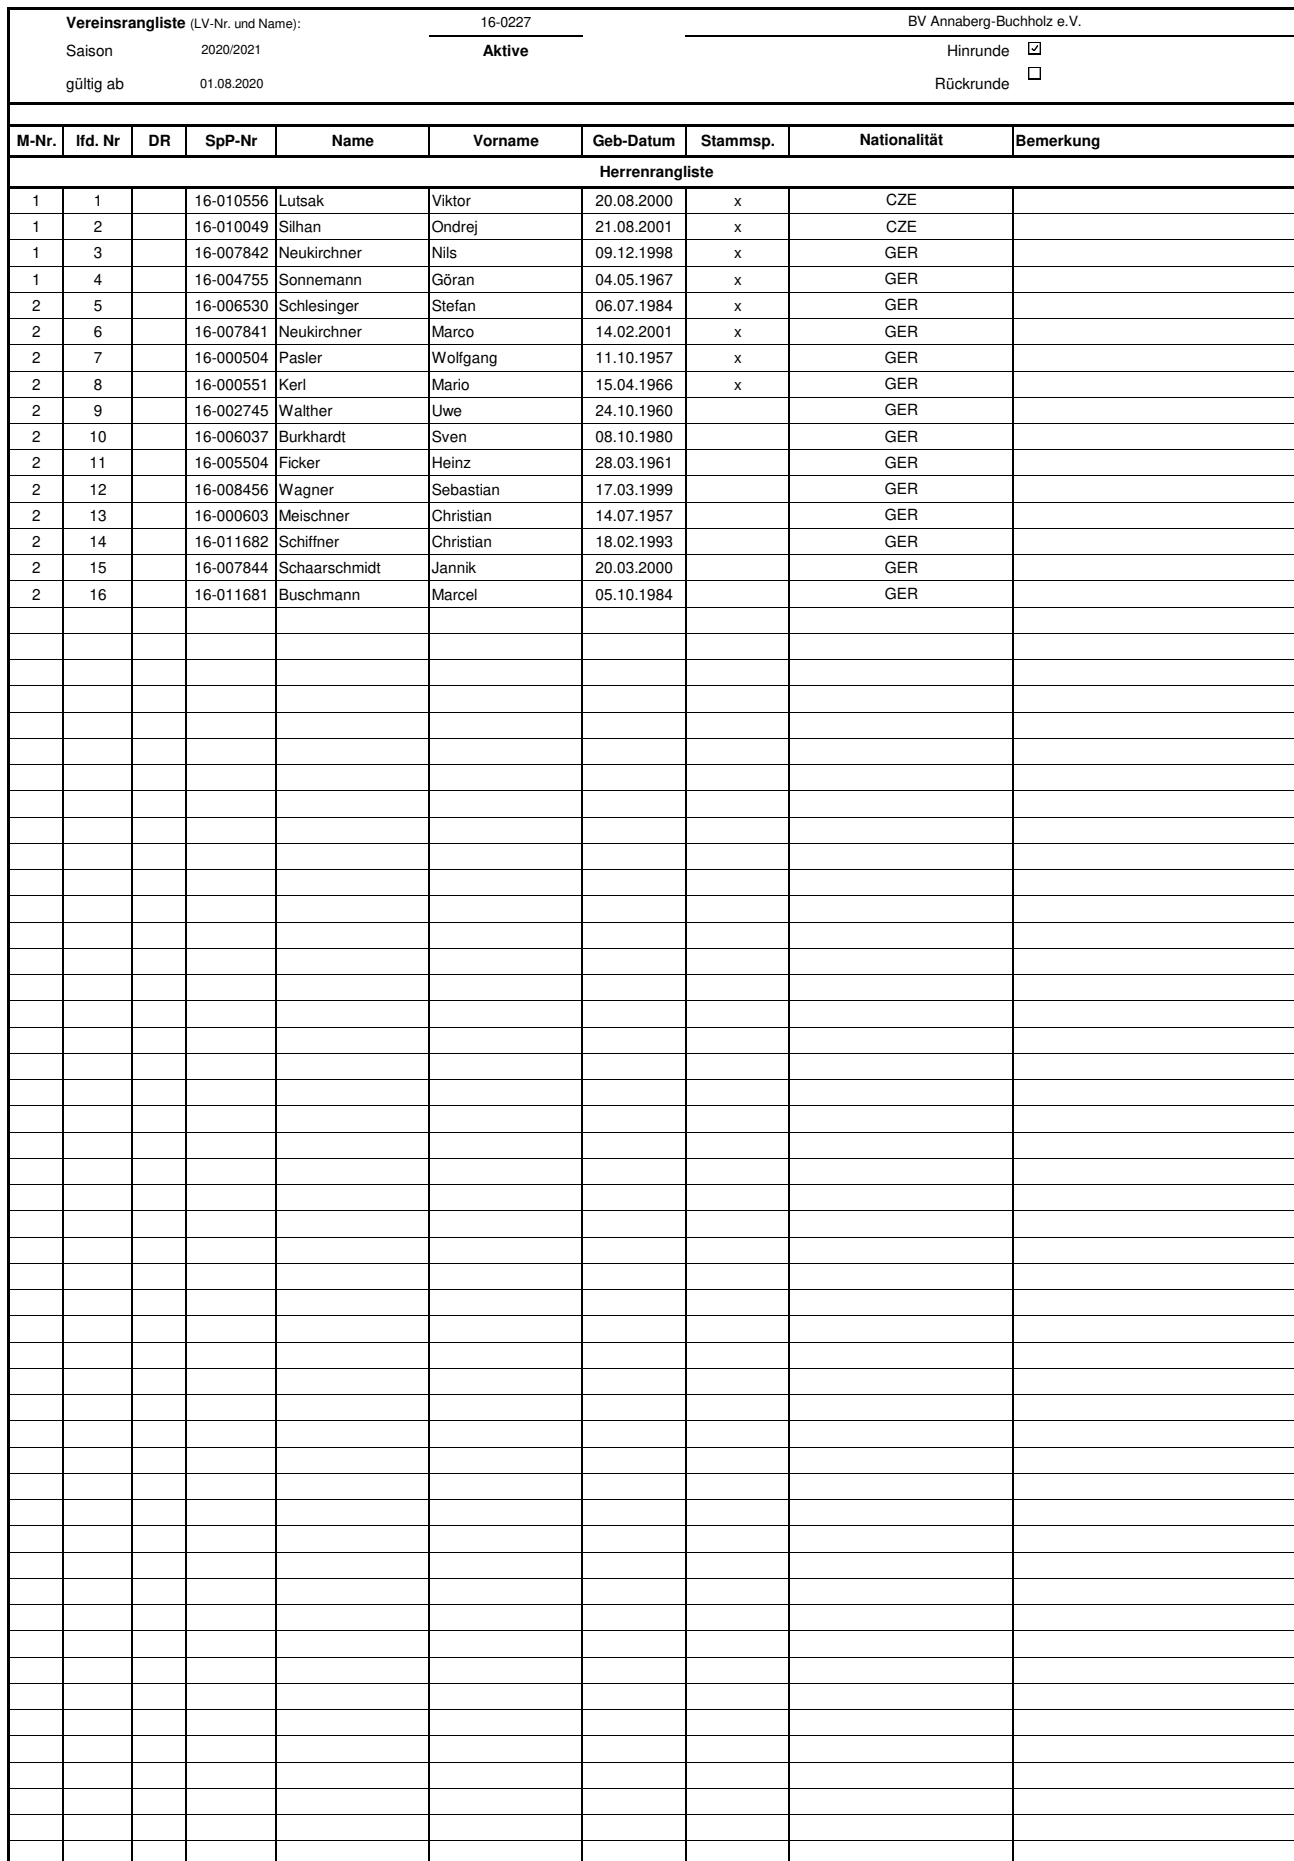 Vereinsrangliste (LV-Nr. und Name): 16-0227 BV Annaberg-Buchholz e.V.
Saison 2020/2021 Aktive Hinrunde ☑
gültig ab 01.08.2020 Rückrunde ☐
M-Nr. lfd. Nr DR SpP-Nr Name Vorname Geb-Datum Stammsp. Nationalität Bemerkung
Herrenrangliste
1 1 16-010556 Lutsak Viktor 20.08.2000 x CZE
1 2 16-010049 Silhan Ondrej 21.08.2001 x CZE
1 3 16-007842 Neukirchner Nils 09.12.1998 x GER
1 4 16-004755 Sonnemann Göran 04.05.1967 x GER
2 5 16-006530 Schlesinger Stefan 06.07.1984 x GER
2 6 16-007841 Neukirchner Marco 14.02.2001 x GER
2 7 16-000504 Pasler Wolfgang 11.10.1957 x GER
2 8 16-000551 Kerl Mario 15.04.1966 x GER
2 9 16-002745 Walther Uwe 24.10.1960 GER
2 10 16-006037 Burkhardt Sven 08.10.1980 GER
2 11 16-005504 Ficker Heinz 28.03.1961 GER
2 12 16-008456 Wagner Sebastian 17.03.1999 GER
2 13 16-000603 Meischner Christian 14.07.1957 GER
2 14 16-011682 Schiffner Christian 18.02.1993 GER
2 15 16-007844 Schaarschmidt Jannik 20.03.2000 GER
2 16 16-011681 Buschmann Marcel 05.10.1984 GER